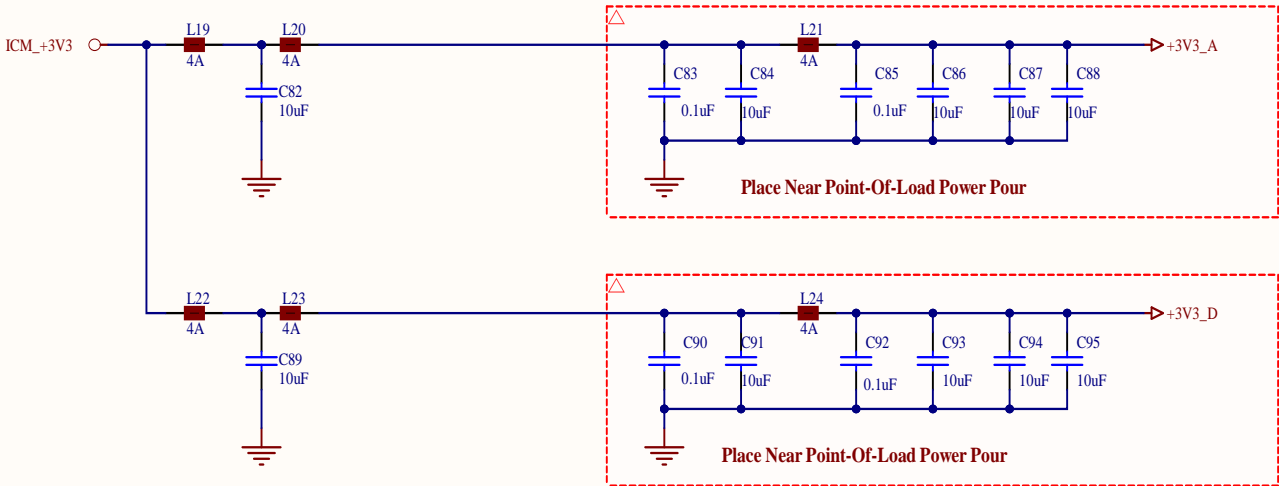 L19
L20
L21
ICM_+3V3
+3V3_A
4A
4A
4A
C83
C84
C85
C86
C87
C88
C82
10uF
0.1uF
10uF
0.1uF
10uF
10uF
10uF
Place Near Point-Of-Load Power Pour
L22
L23
L24
+3V3_D
4A
4A
4A
C90
C91
C92
C93
C94
C95
C89
10uF
0.1uF
10uF
0.1uF
10uF
10uF
10uF
Place Near Point-Of-Load Power Pour